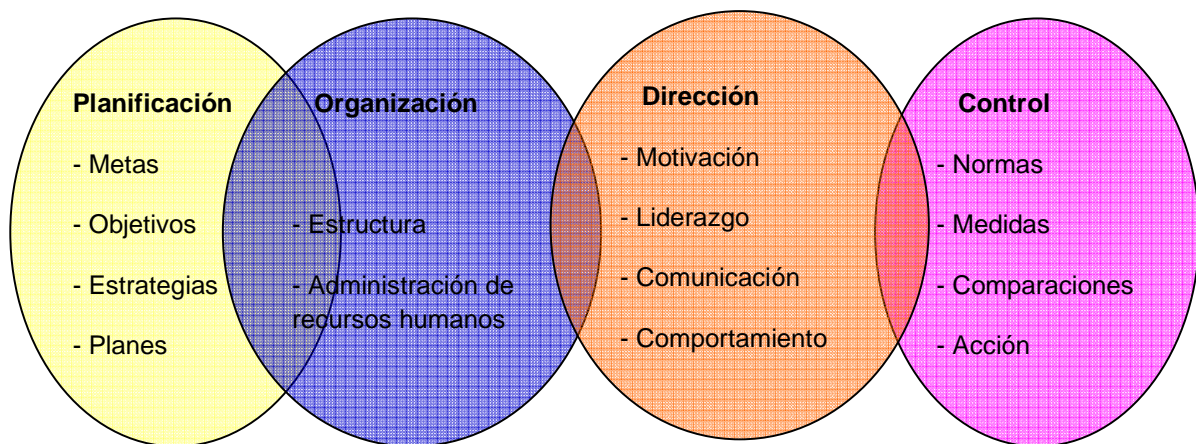 Planificación
- Metas
- Objetivos
- Estrategias
- Planes
Organización
- Estructura
- Administración de
recursos humanos
Dirección
- Motivación
- Liderazgo
- Comunicación
- Comportamiento
Control
- Normas
- Medidas
- Comparaciones
- Acción